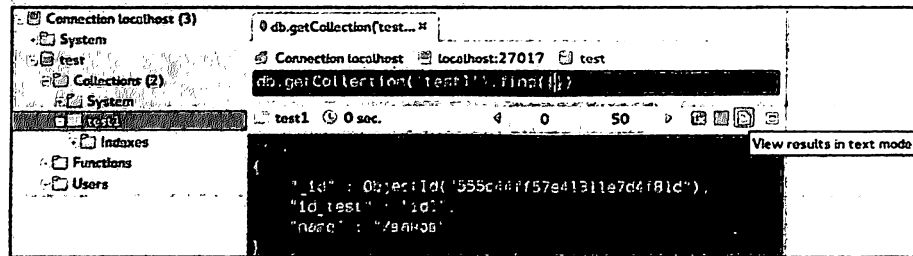 Connection localhost (3)
System
test
Collections (2)
System
test1
Indexes
Functions
Users
db.getCollection('test... ×
Connection localhost localhost:27017 test
db.getCollection('test1').find({})
test1 0 sec. 0 50
View results in text mode
{
"_id" : ObjectId("555c44ff57e41311e7d4f81d"),
"id_test" : "id1",
"name" :
}